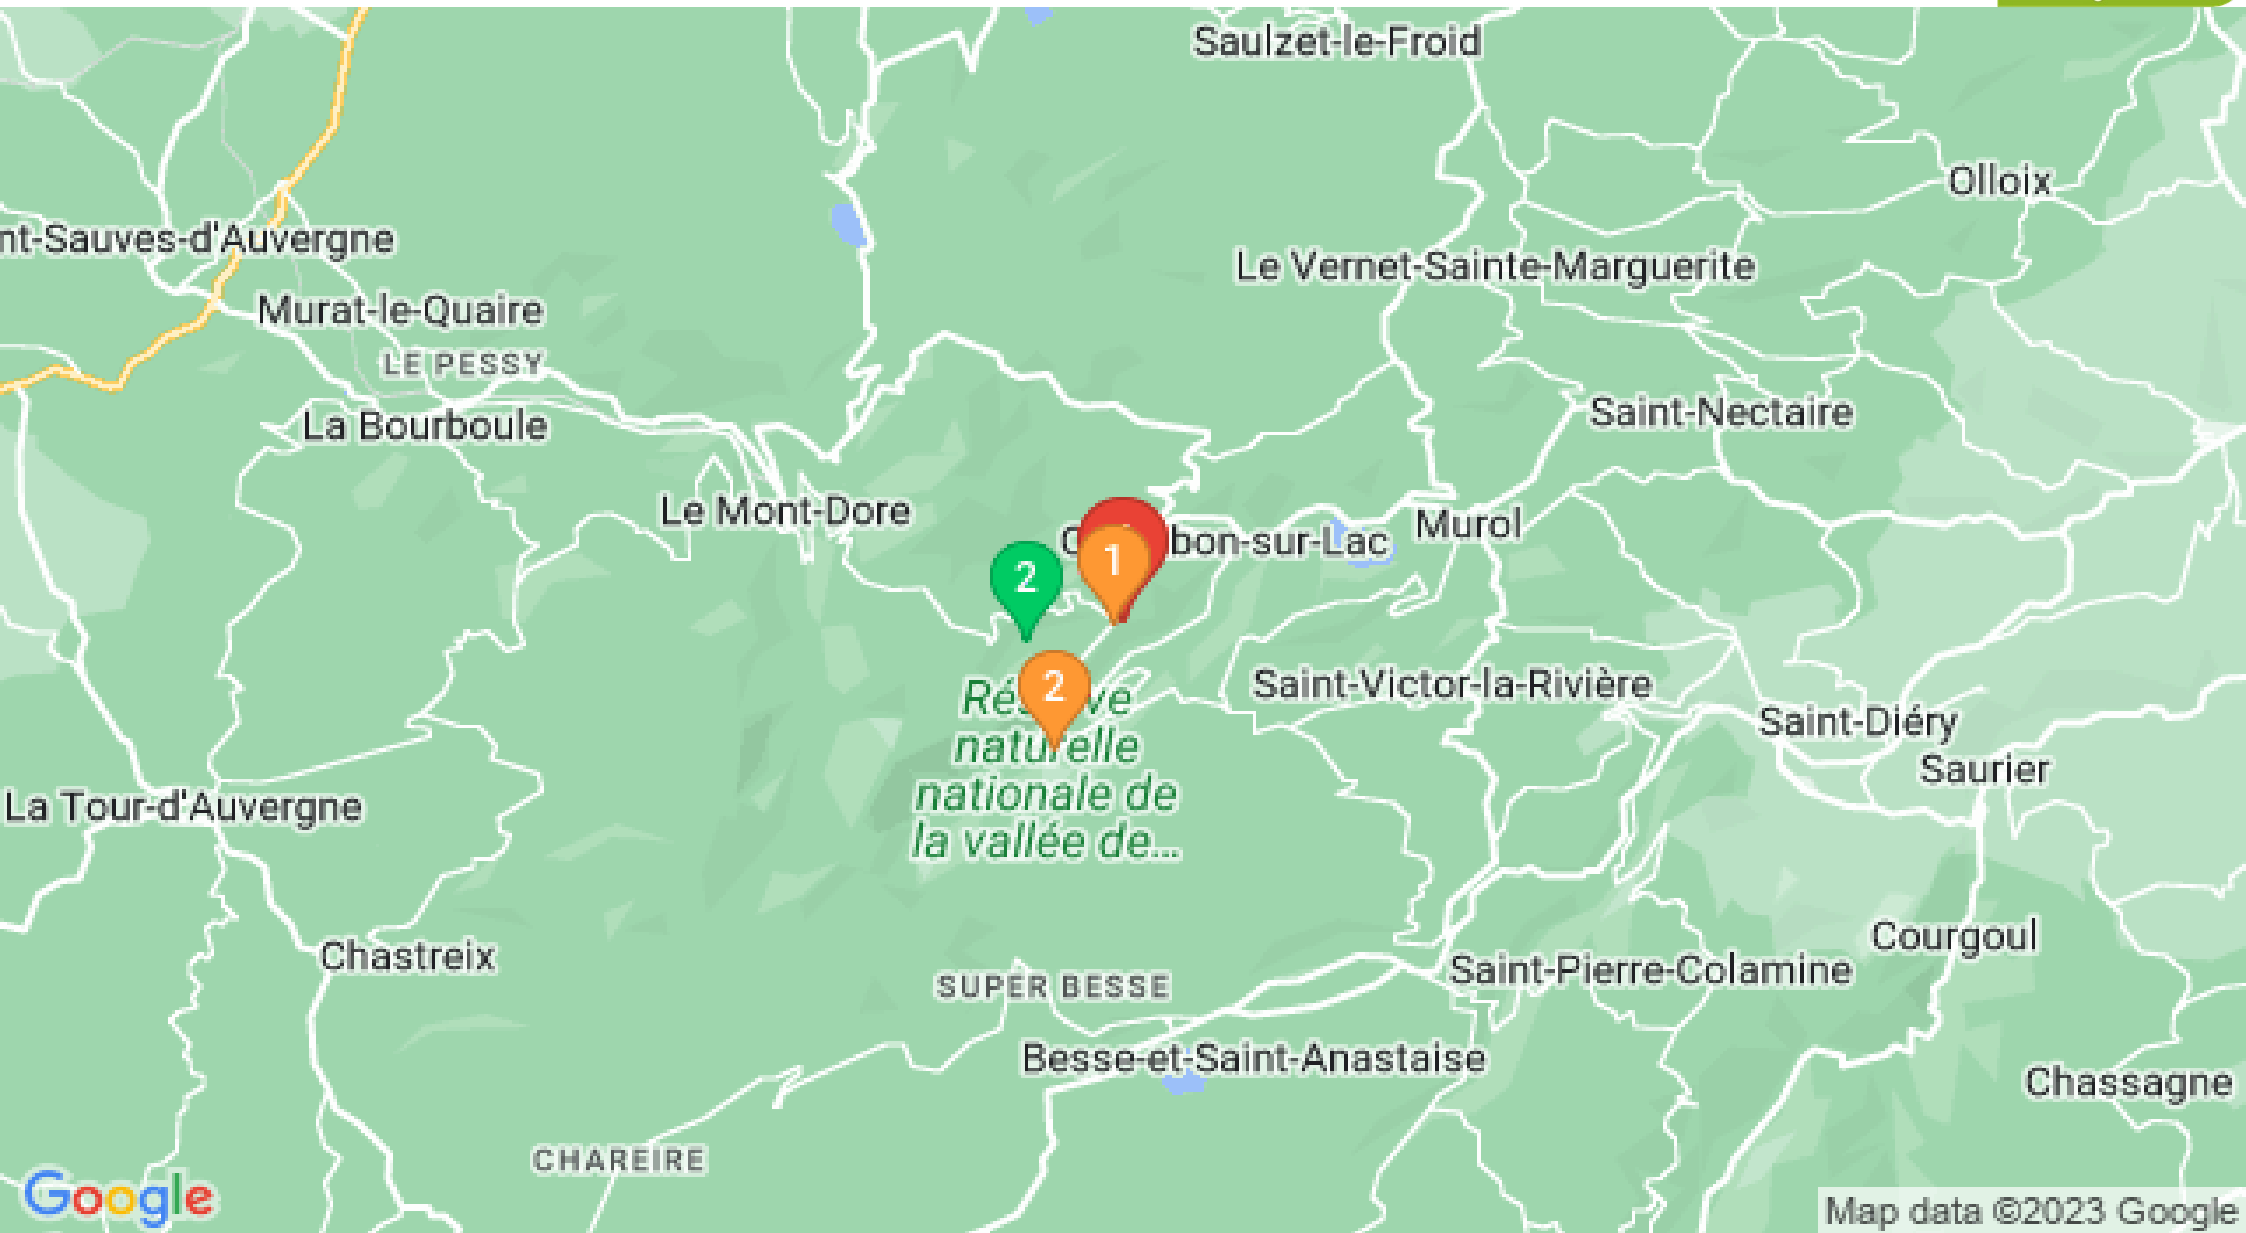 Saulzet-le-Froid
Olloix
nt-Sauves-d'Auvergne
Le Vernet-Sainte-Marguerite
Murat-le-Quaire
LE PESSY
Saint-Nectaire
La Bourboule
Le Mont-Dore
Murol
bon-sur-Lac
1
2
2
Saint-Victor-la-Rivière
naturelle
nationale de
la vallée de...
Saint-Diéry
Saurier
La Tour-d'Auvergne
Courgoul
Chastreix
Saint-Pierre-Colamine
SUPER BESSE
Besse-et-Saint-Anastaise
Chassagne
CHAREIRE
Google
Map data ©2023 Google